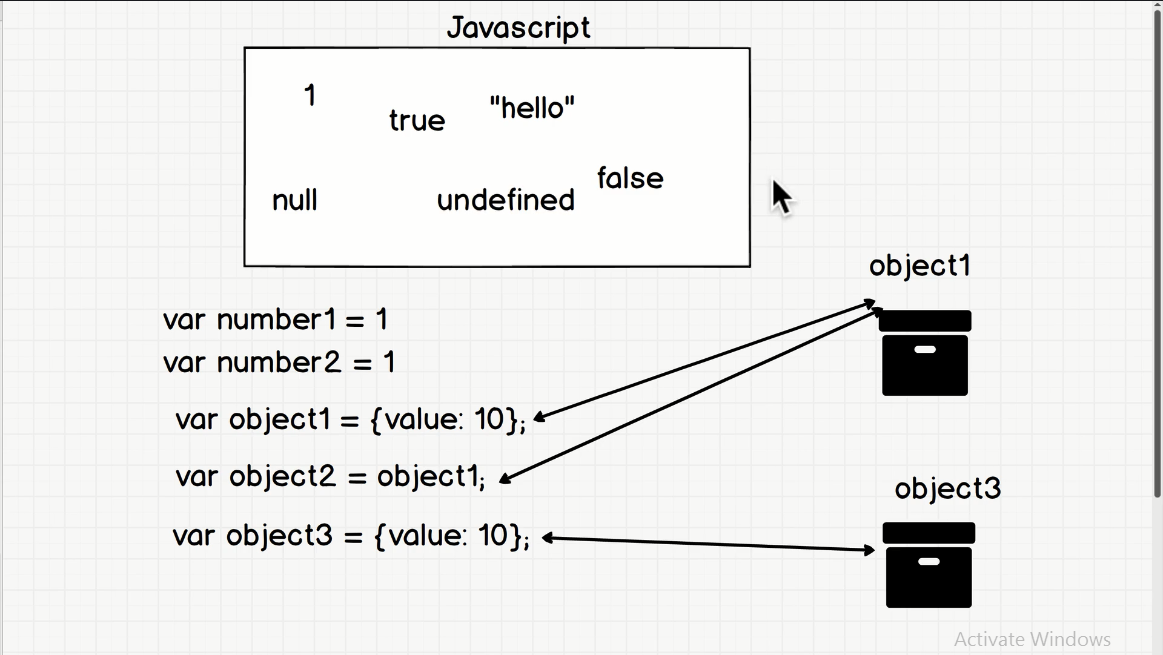 Javascript
1
true
"hello"
null
undefined
false
object1
var number1 = 1
var number2 = 1
var object1 = {value: 10};
var object2 = object1;
object3
var object3 = {value: 10};
Activate Windows